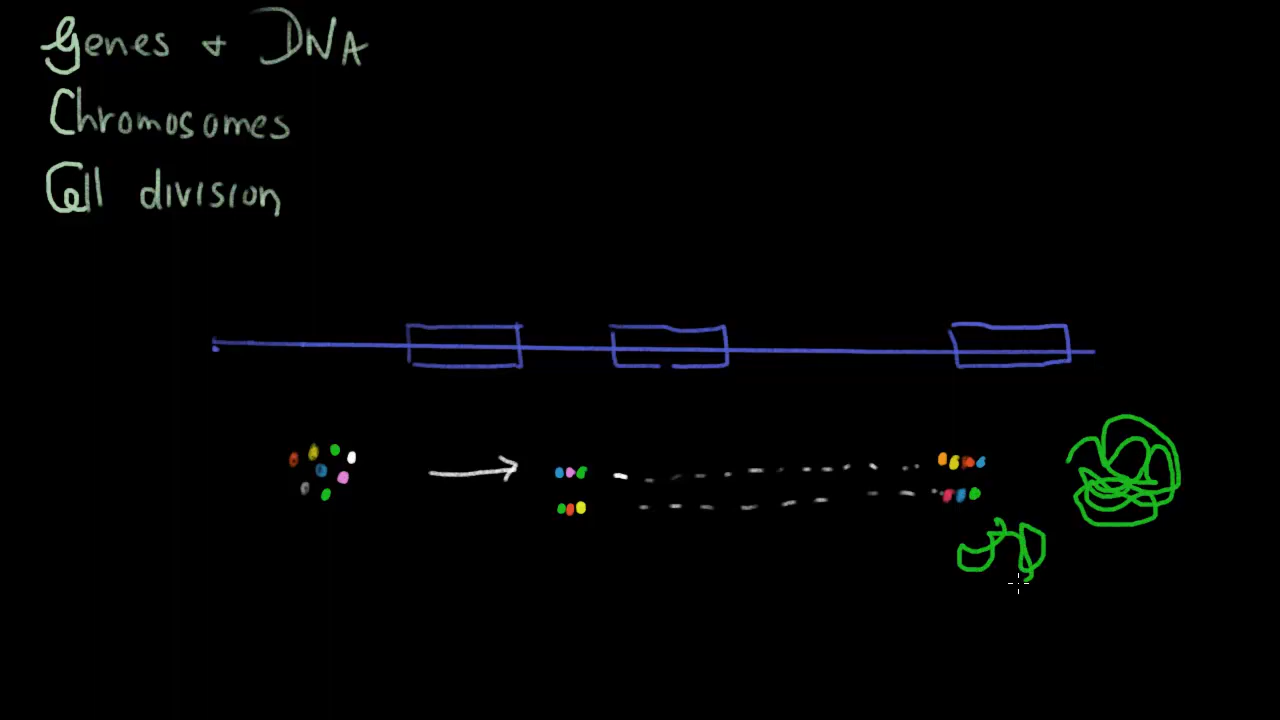 Genes + DNA
Chromosomes
Cell division